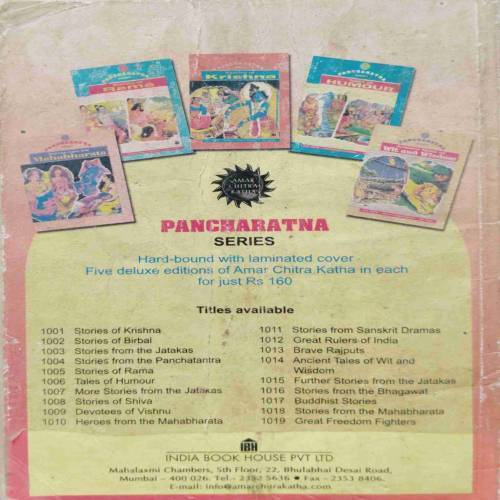 PANCHARATNA
Rama
PANCHARATNA
Krishna
PANCHARATNA
HUMOUR
Mahabharata
PANCHARATNA
Wit and Wisdom
AMAR
CHITRA
KATHA
PANCHARATNA
SERIES
Hard-bound with laminated cover
Five deluxe editions of Amar Chitra Katha in each
for just Rs 160
Titles available
1001 Stories of Krishna
1002 Stories of Birbal
1003 Stories from the Jatakas
1004 Stories from the Panchatantra
1005 Stories of Rama
1006 Tales of Humour
1007 More Stories from the Jatakas
1008 Stories of Shiva
1009 Devotees of Vishnu
1010 Heroes from the Mahabharata
1011 Stories from Sanskrit Dramas
1012 Great Rulers of India
1013 Brave Rajputs
1014 Ancient Tales of Wit and
Wisdom
1015 Further Stories from the Jatakas
1016 Stories from the Bhagawat
1017 Buddhist Stories
1018 Stories from the Mahabharata
1019 Great Freedom Fighters
IBH
INDIA BOOK HOUSE PVT LTD
Mahalaxmi Chambers, 5th Floor, 22, Bhulabhai Desai Road,
Mumbai - 400 026. Tel.- 2352 5636 • Fax - 2353 8406.
E-mail: info@amarchitrakatha.com